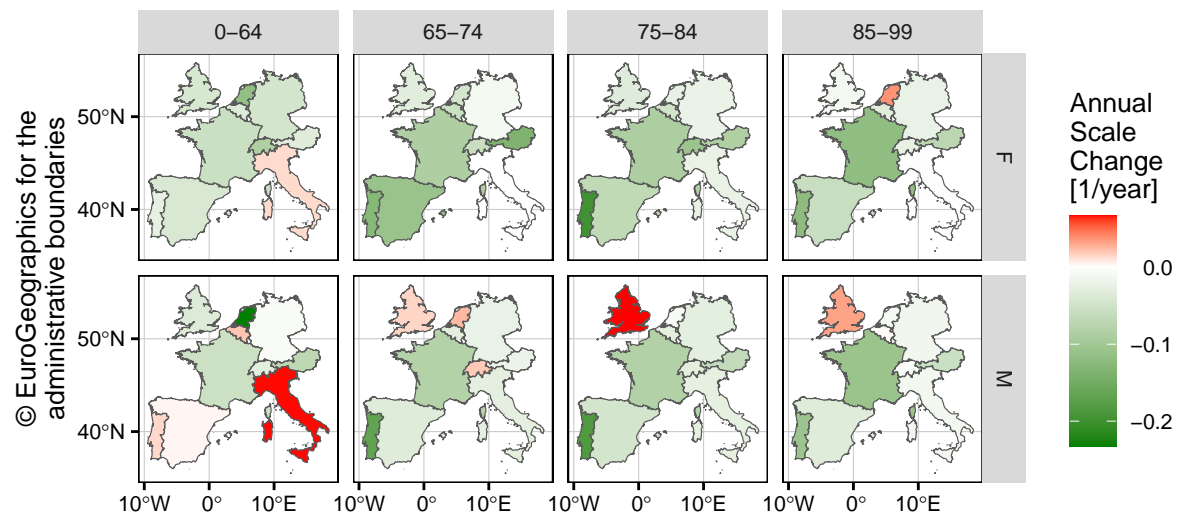 0−64
65−74
75−84
85−99
© EuroGeographics for the
administrative boundaries
50°N
40°N
50°N
40°N
F
M
10°W
0°
10°E
10°W
0°
10°E
10°W
0°
10°E
10°W
0°
10°E
Annual
Scale
Change
[1/year]
0.0
−0.1
−0.2